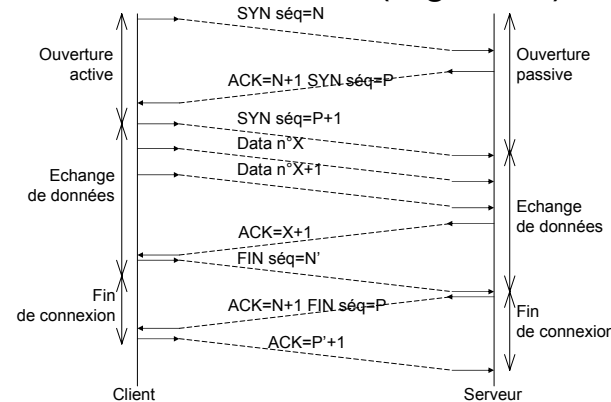 SYN séq=N
Ouverture
active
Ouverture
passive
ACK=N+1 SYN séq=P
SYN séq=P+1
Data n°X
Data n°X+1
Echange
de données
Echange
de données
ACK=X+1
FIN séq=N'
Fin
de connexion
ACK=N+1 FIN séq=P
Fin
de connexion
ACK=P'+1
Client
Serveur